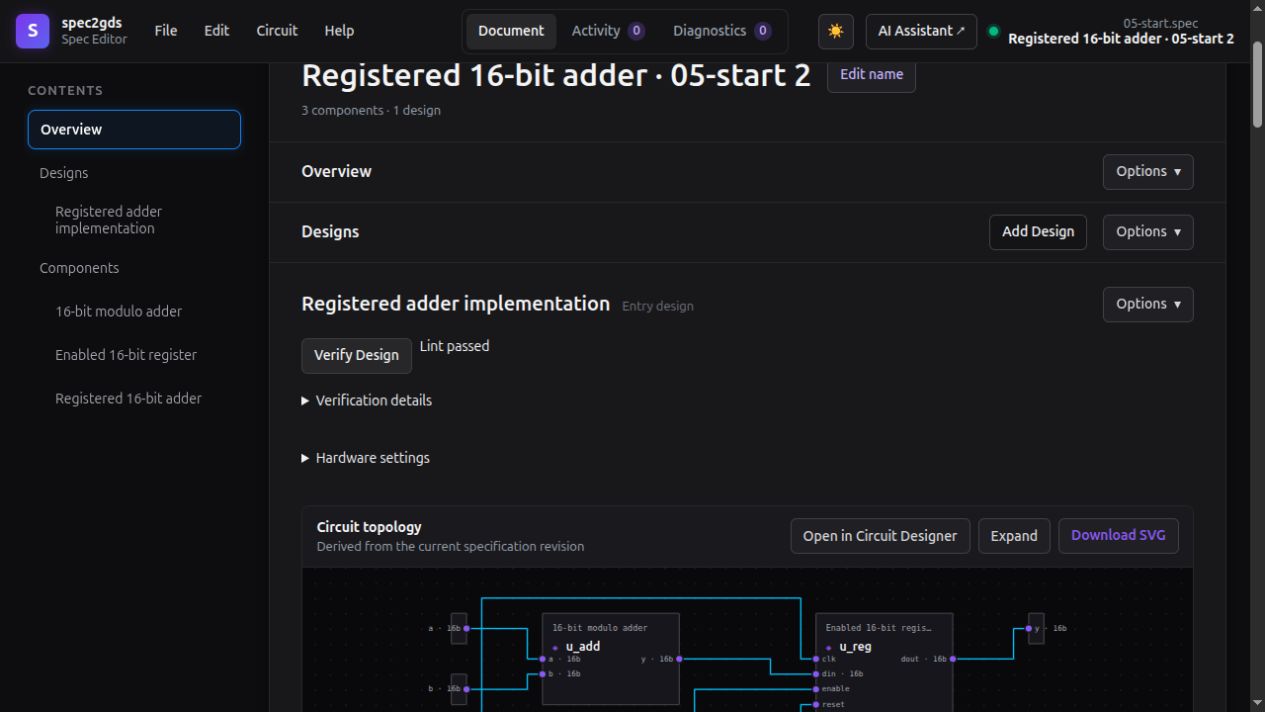 S
spec2gds
Spec Editor
File
Edit
Circuit
Help
Document
Activity 0
Diagnostics 0
AI Assistant ↗
05-start.spec
Registered 16-bit adder · 05-start 2
CONTENTS
Overview
Designs
Registered adder
implementation
Components
16-bit modulo adder
Enabled 16-bit register
Registered 16-bit adder
Registered 16-bit adder · 05-start 2
Edit name
3 components · 1 design
Overview
Options ▾
Designs
Add Design
Options ▾
Registered adder implementation
Entry design
Options ▾
Verify Design
Lint passed
▶ Verification details
▶ Hardware settings
Circuit topology
Derived from the current specification revision
Open in Circuit Designer
Expand
Download SVG
a · 16b
b · 16b
16-bit modulo adder
u_add
a · 16b
y · 16b
b · 16b
Enabled 16-bit regis…
u_reg
clk
dout · 16b
din · 16b
enable
reset
y · 16b